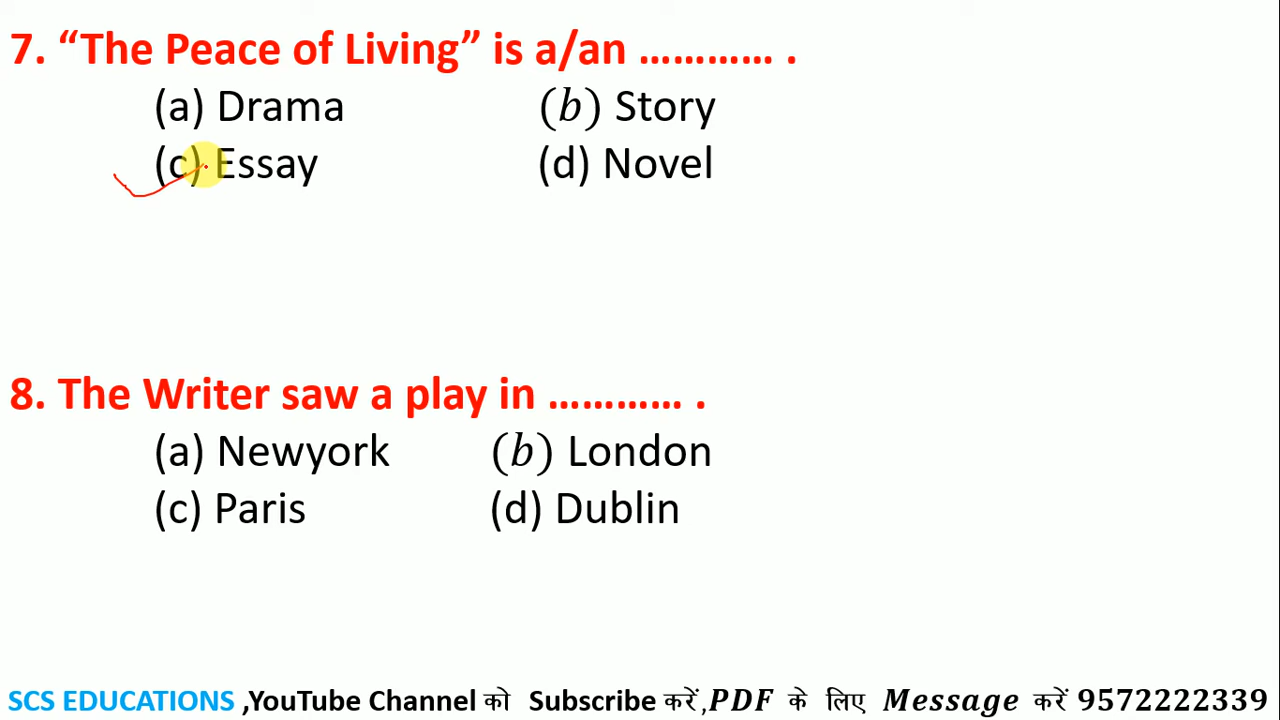 7. “The Peace of Living” is a/an ............. .
(a) Drama (b) Story
(c) Essay (d) Novel
8. The Writer saw a play in ............. .
(a) Newyork (b) London
(c) Paris (d) Dublin
SCS EDUCATIONS ,YouTube Channel को Subscribe करें,PDF के लिए Message करें 9572222339